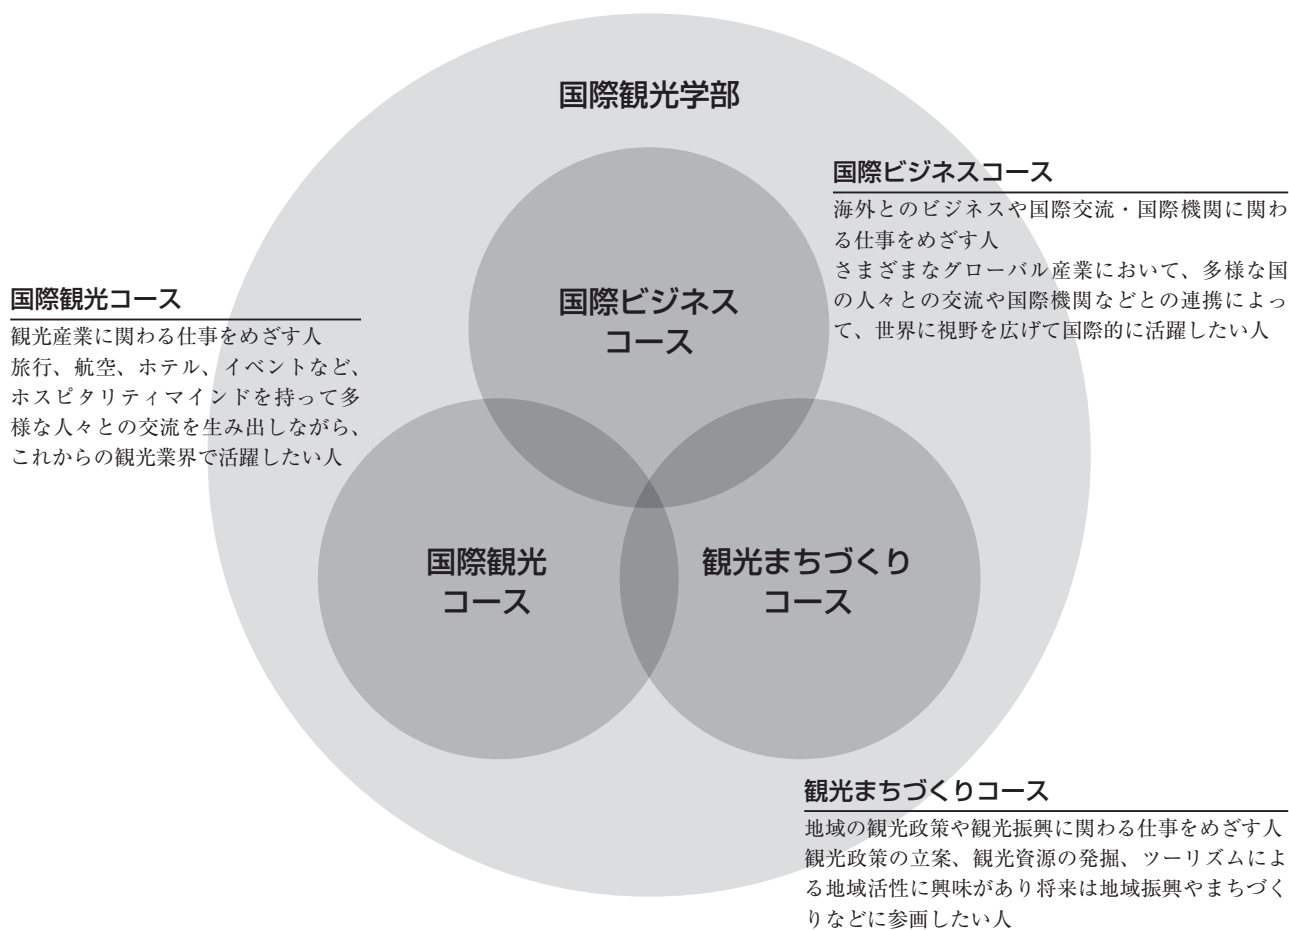 国際観光学部
国際ビジネスコース
海外とのビジネスや国際交流・国際機関に関わ
る仕事をめざす人
さまざまなグローバル産業において、多様な国
の人々との交流や国際機関などとの連携によっ
て、世界に視野を広げて国際的に活躍したい人
国際観光コース
観光産業に関わる仕事をめざす人
旅行、航空、ホテル、イベントなど、
ホスピタリティマインドを持って多
様な人々との交流を生み出しながら、
これからの観光業界で活躍したい人
国際ビジネス
コース
国際観光
コース
観光まちづくり
コース
観光まちづくりコース
地域の観光政策や観光振興に関わる仕事をめざす人
観光政策の立案、観光資源の発掘、ツーリズムによ
る地域活性に興味があり将来は地域振興やまちづく
りなどに参画したい人